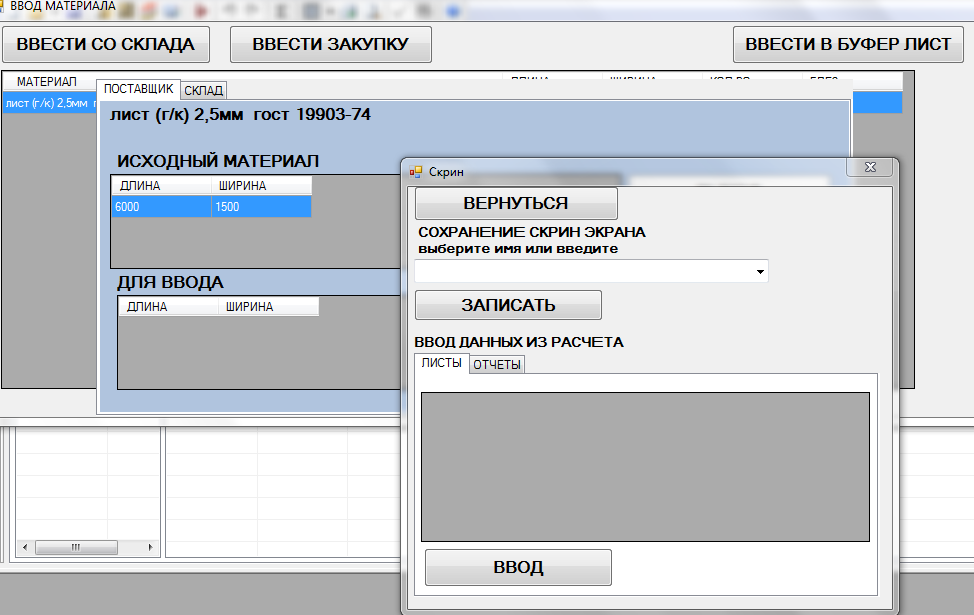 ВВОД МАТЕРИАЛА
ВВЕСТИ СО СКЛАДА
ВВЕСТИ ЗАКУПКУ
ВВЕСТИ В БУФЕР ЛИСТ
МАТЕРИАЛ
лист (г/к) 2,5мм г
ПОСТАВЩИК
СКЛАД
лист (г/к) 2,5мм гост 19903-74
ИСХОДНЫЙ МАТЕРИАЛ
ДЛИНА ШИРИНА
6000 1500
ДЛЯ ВВОДА
ДЛИНА ШИРИНА
Скрин
ВЕРНУТЬСЯ
СОХРАНЕНИЕ СКРИН ЭКРАНА
выберите имя или введите
ЗАПИСАТЬ
ВВОД ДАННЫХ ИЗ РАСЧЕТА
ЛИСТЫ ОТЧЕТЫ
ВВОД